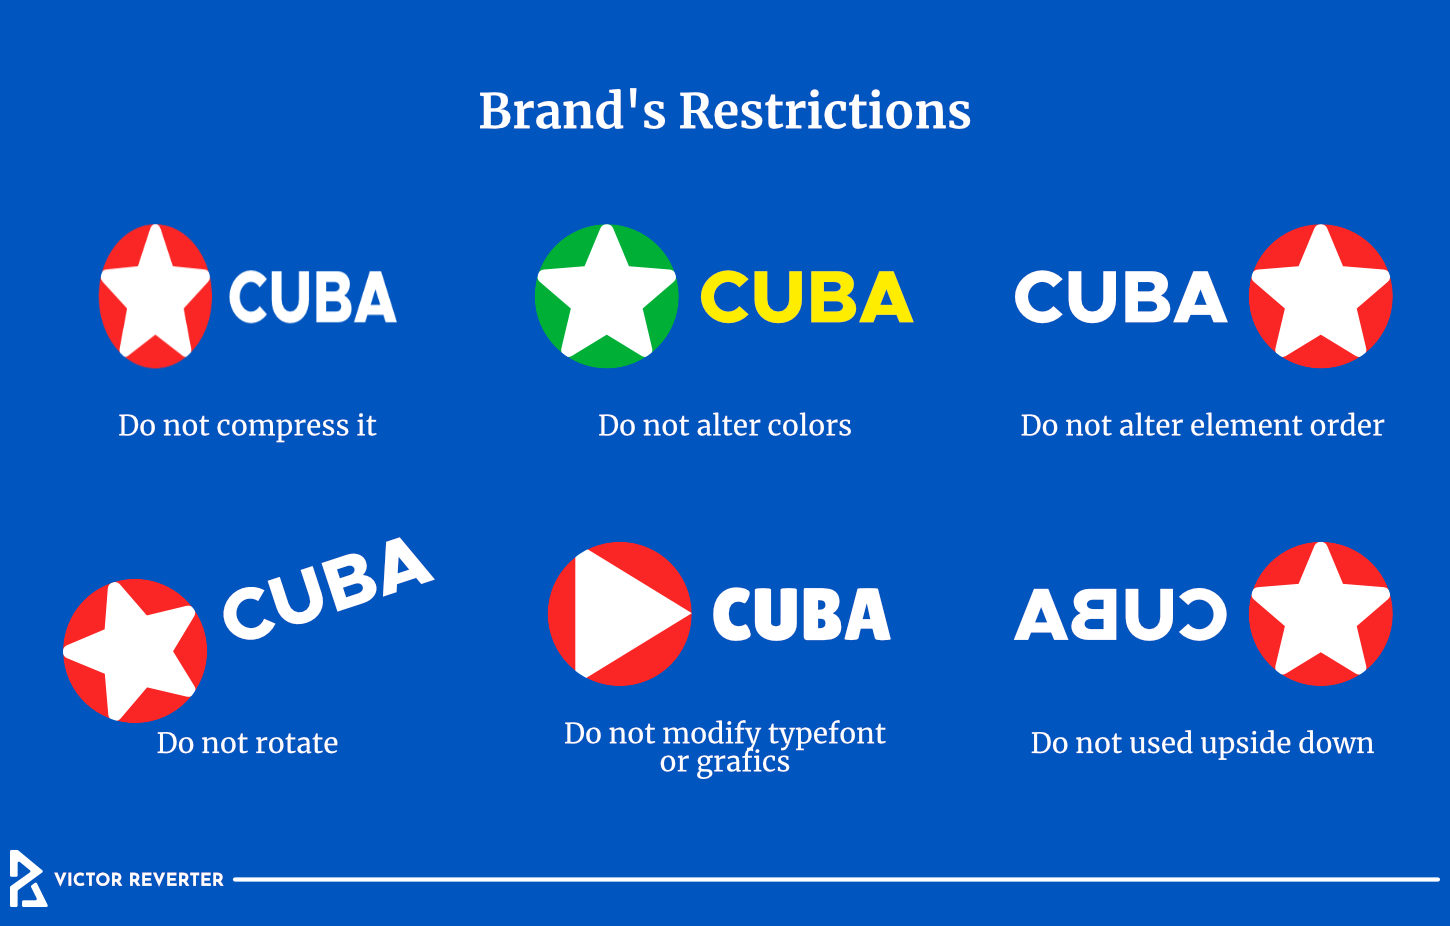 Brand's Restrictions
CUBA
CUBA
CUBA
Do not compress it
Do not alter colors
Do not alter element order
CUBA
CUBA
CUBA
Do not rotate
Do not modify typefont
or grafics
Do not used upside down
VICTOR REVERTER